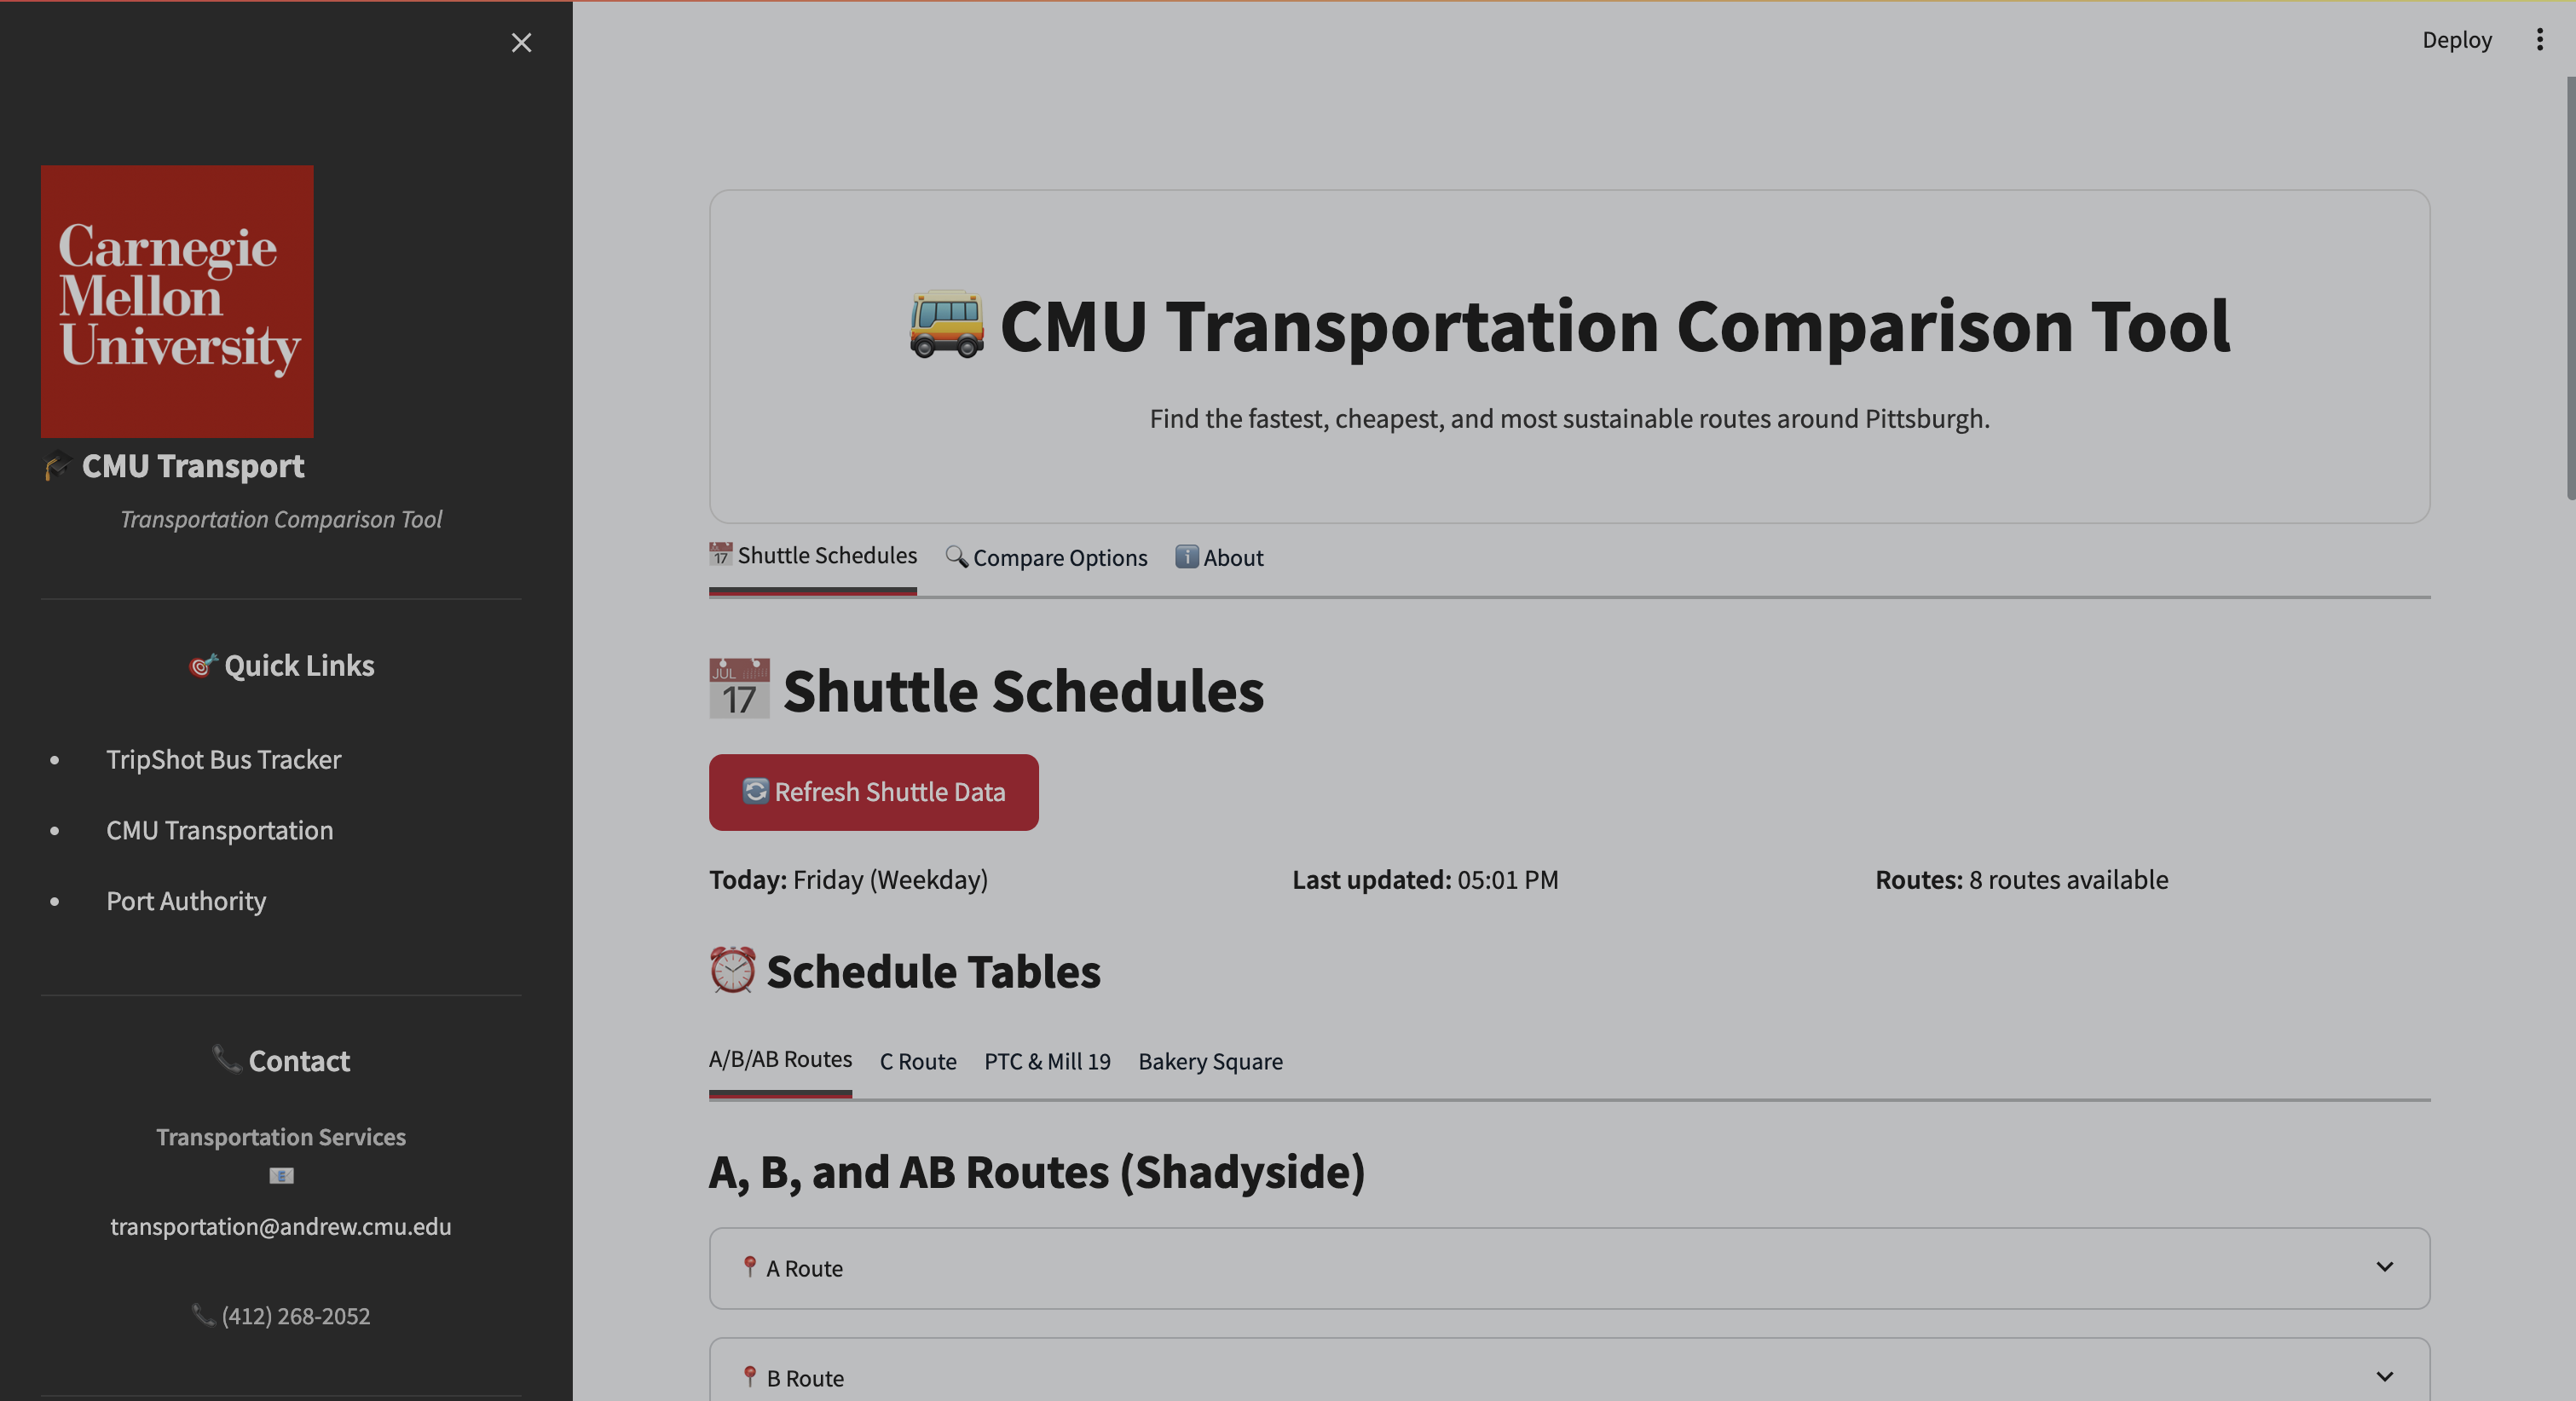 Deploy
Carnegie
Mellon
University
🎓 CMU Transport
Transportation Comparison Tool
🎯 Quick Links
• TripShot Bus Tracker
• CMU Transportation
• Port Authority
📞 Contact
Transportation Services
📧
transportation@andrew.cmu.edu
📞 (412) 268-2052
🚌 CMU Transportation Comparison Tool
Find the fastest, cheapest, and most sustainable routes around Pittsburgh.
📅 Shuttle Schedules 🔍 Compare Options ℹ️ About
📅 Shuttle Schedules
🔄 Refresh Shuttle Data
Today: Friday (Weekday) Last updated: 05:01 PM Routes: 8 routes available
⏰ Schedule Tables
A/B/AB Routes C Route PTC & Mill 19 Bakery Square
A, B, and AB Routes (Shadyside)
📍 A Route
📍 B Route